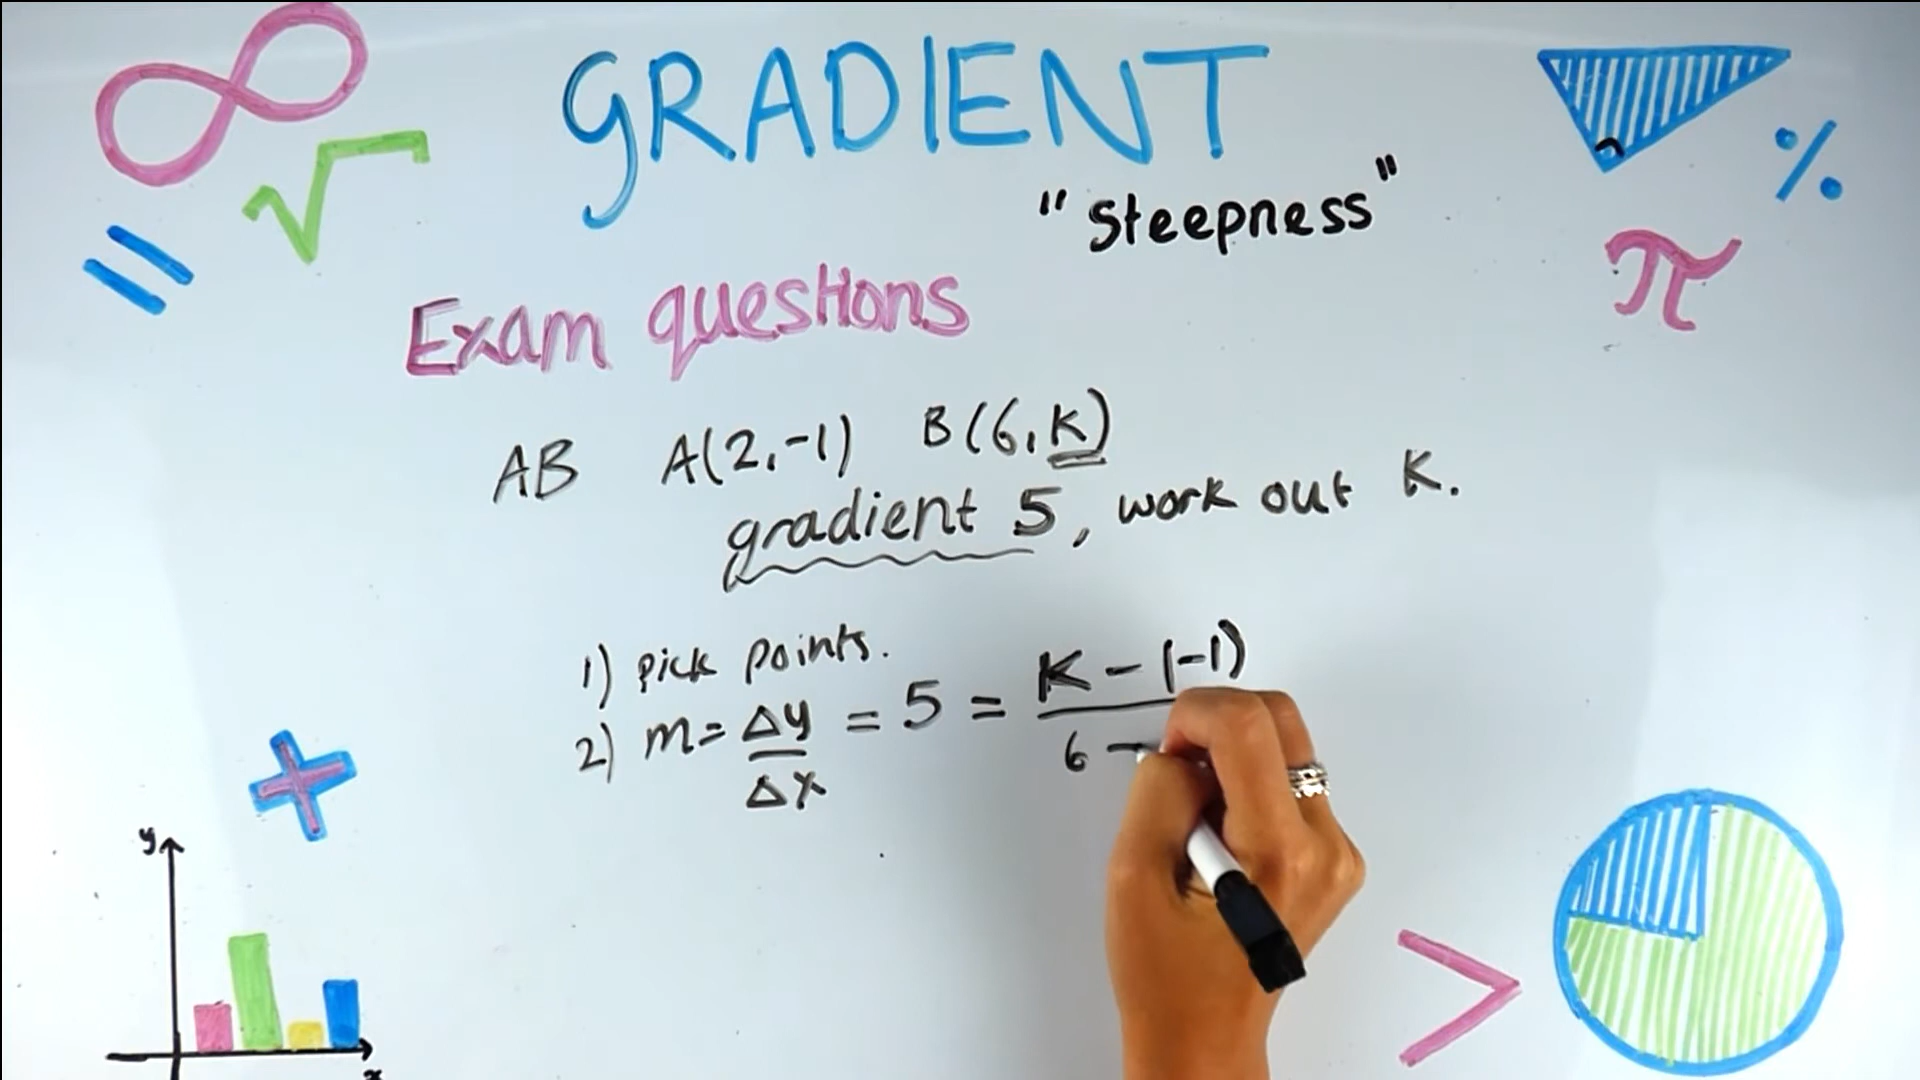 GRADIENT
"Steepness"
Exam questions
AB A(2,-1) B(6,K)
gradient 5, work out K.
1) Pick points.
2) m = Δy/Δx = 5 = K - (-1)/6 -
y
x
∞
√
=
%
π
+
>